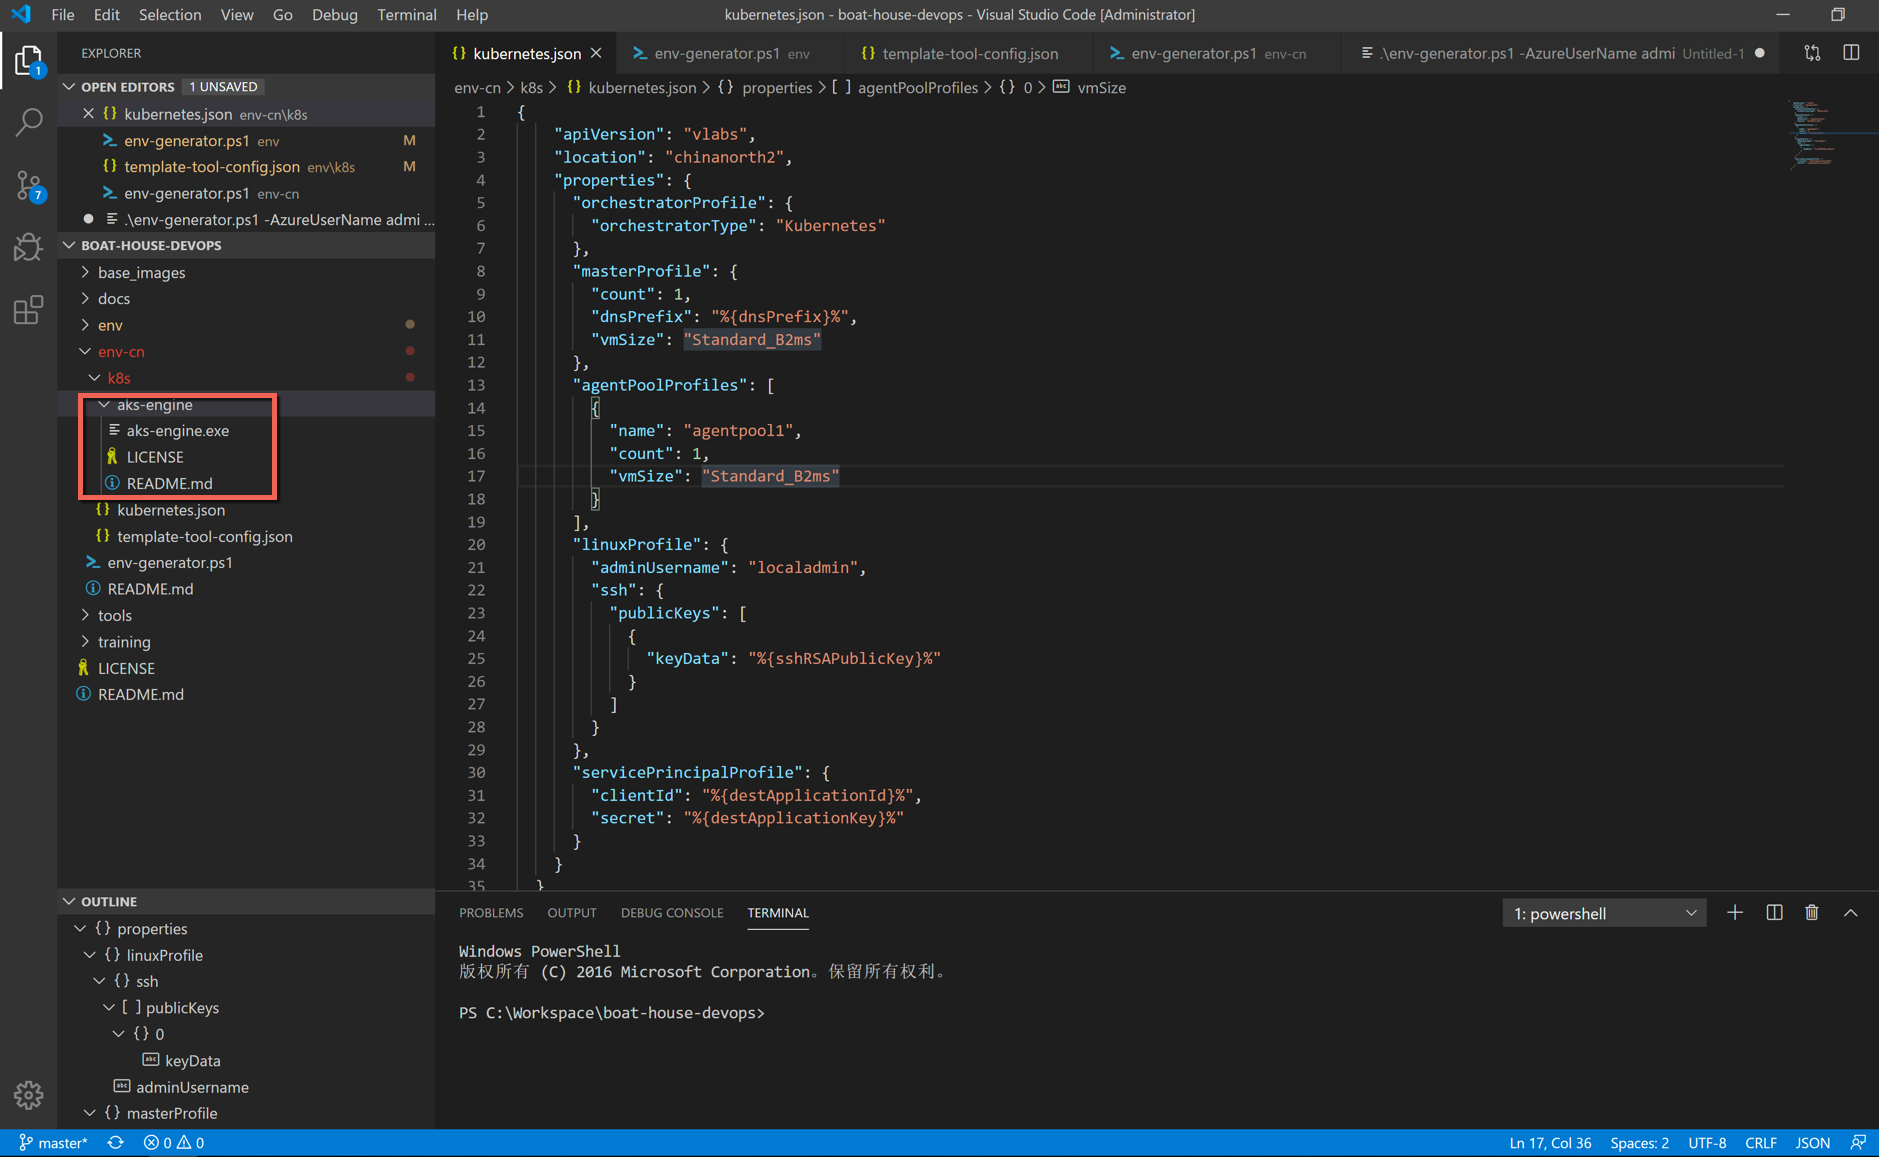 File Edit Selection View Go Debug Terminal Help
kubernetes.json - boat-house-devops - Visual Studio Code [Administrator]
EXPLORER
1
OPEN EDITORS 1 UNSAVED
kubernetes.json env-cn\k8s
env-generator.ps1 env M
template-tool-config.json env\k8s M
env-generator.ps1 env-cn
7
.\env-generator.ps1 -AzureUserName admi ...
BOAT-HOUSE-DEVOPS
base_images
docs
env
env-cn
k8s
aks-engine
aks-engine.exe
LICENSE
README.md
kubernetes.json
template-tool-config.json
env-generator.ps1
README.md
tools
training
LICENSE
README.md
OUTLINE
{} properties
{} linuxProfile
{} ssh
[ ] publicKeys
{} 0
keyData
adminUsername
{} masterProfile
kubernetes.json env-generator.ps1 env template-tool-config.json env-generator.ps1 env-cn .\env-generator.ps1 -AzureUserName admi Untitled-1
env-cn > k8s > {} kubernetes.json > {} properties > [ ] agentPoolProfiles > {} 0 > vmSize
1 {
2 "apiVersion": "vlabs",
3 "location": "chinanorth2",
4 "properties": {
5 "orchestratorProfile": {
6 "orchestratorType": "Kubernetes"
7 },
8 "masterProfile": {
9 "count": 1,
10 "dnsPrefix": "%{dnsPrefix}%",
11 "vmSize": "Standard_B2ms"
12 },
13 "agentPoolProfiles": [
14 {
15 "name": "agentpool1",
16 "count": 1,
17 "vmSize": "Standard_B2ms"
18 }
19 ],
20 "linuxProfile": {
21 "adminUsername": "localadmin",
22 "ssh": {
23 "publicKeys": [
24 {
25 "keyData": "%{sshRSAPublicKey}%"
26 }
27 ]
28 }
29 },
30 "servicePrincipalProfile": {
31 "clientId": "%{destApplicationId}%",
32 "secret": "%{destApplicationKey}%"
33 }
34 }
35 }
PROBLEMS OUTPUT DEBUG CONSOLE TERMINAL
1: powershell
Windows PowerShell
版权所有 (C) 2016 Microsoft Corporation。保留所有权利。
PS C:\Workspace\boat-house-devops>
master* 0 0
Ln 17, Col 36 Spaces: 2 UTF-8 CRLF JSON